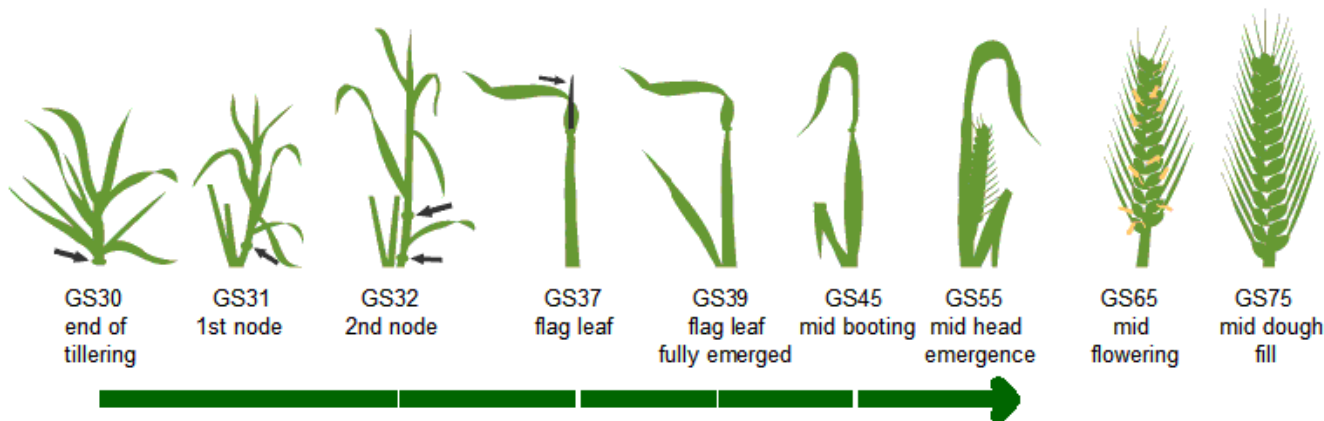 GS30
end of
tillering
GS31
1st node
GS32
2nd node
GS37
flag leaf
GS39
flag leaf
fully emerged
GS45
mid booting
GS55
mid head
emergence
GS65
mid
flowering
GS75
mid dough
fill